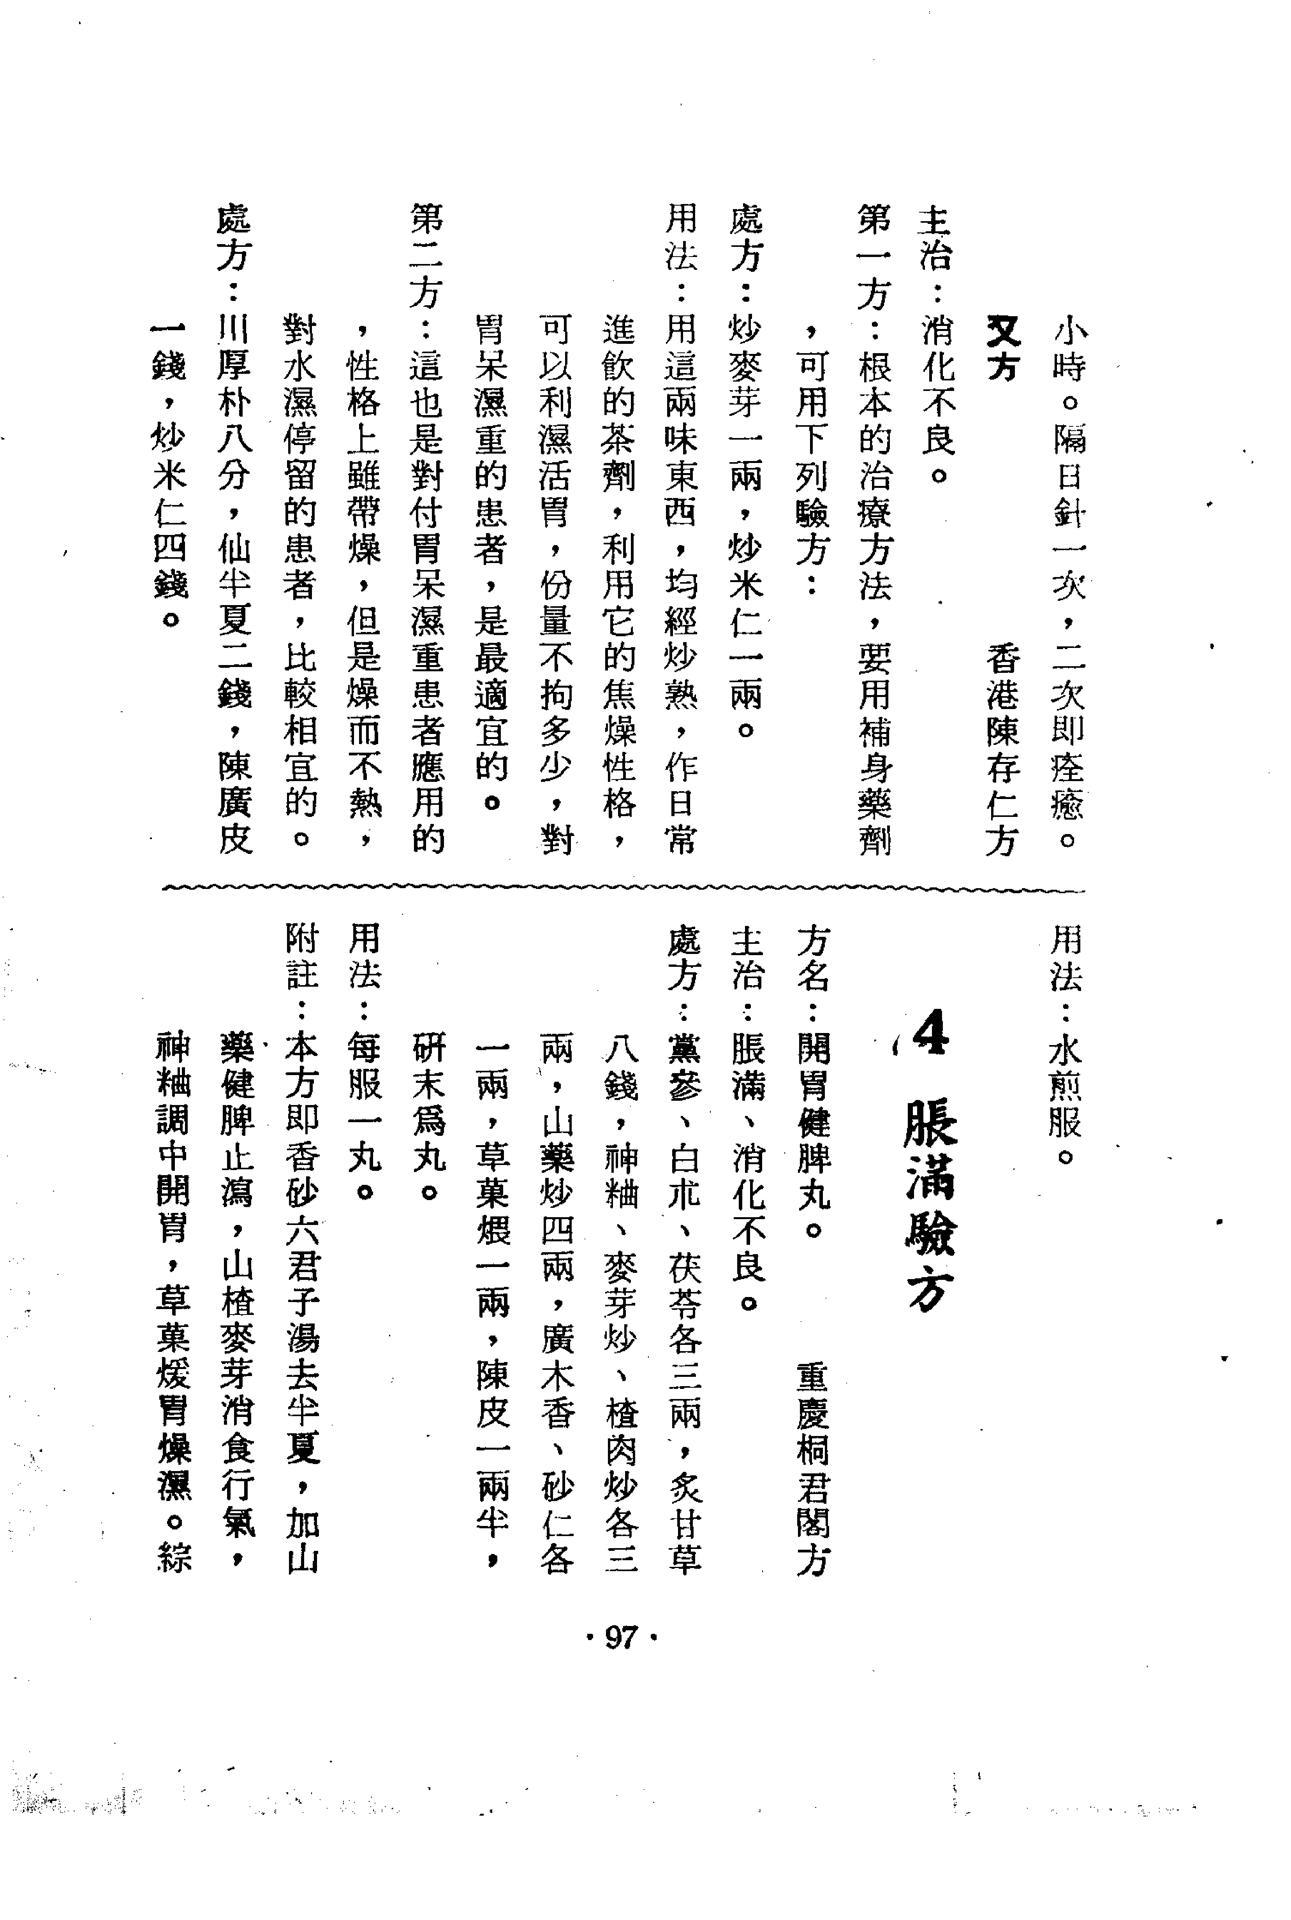 小時。隔日針一次，二次即痊癒。
又方　香港陳存仁方
主治：消化不良。
第一方：根本的治療方法，要用補身藥劑
，可用下列驗方：
處方：炒麥芽一兩，炒米仁一兩。
用法：用這兩味東西，均經炒熟，作日常
進飲的茶劑，利用它的焦燥性格，
可以利濕活胃，份量不拘多少，對
胃呆濕重的患者，是最適宜的。
第二方：這也是對付胃呆濕重患者應用的
，性格上雖帶燥，但是燥而不熱，
對水濕停留的患者，比較相宜的。
處方：川厚朴八分，仙半夏二錢，陳廣皮
一錢，炒米仁四錢。
用法：水煎服。
4 脹滿驗方
方名：開胃健脾丸。　重慶桐君閣方
主治：脹滿、消化不良。
處方：黨參、白朮、茯苓各三兩，炙甘草
八錢，神粬、麥芽炒、楂肉炒各三
兩，山藥炒四兩，廣木香、砂仁各
一兩，草菓煨一兩，陳皮一兩半，
研末爲丸。
用法：每服一丸。
附註：本方即香砂六君子湯去半夏，加山
藥健脾止瀉，山楂麥芽消食行氣，
神粬調中開胃，草菓煖胃燥濕。綜
·97·